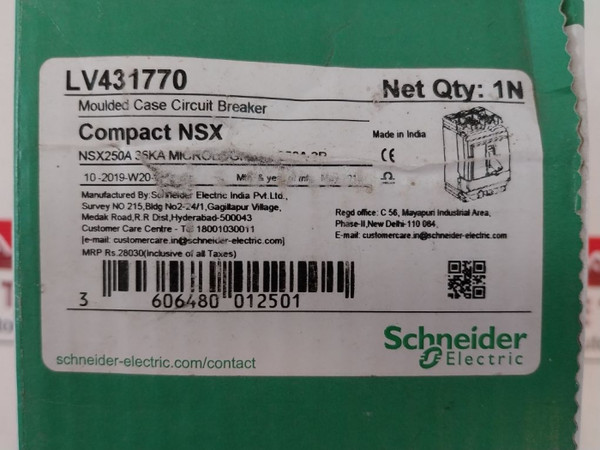 LV431770
Net Qty: 1N
Moulded Case Circuit Breaker
Compact NSX
Made in India
NSX250A 36KA
10-2019-W20-
Manufactured By:Schneider Electric India Pvt.Ltd.,
Survey NO 215,Bldg No2-24/1,Gagillapur Village,
Medak Road,R.R Dist,Hyderabad-500043
Customer Care Centre - Tel 18001030011
[e-mail: customercare.in@schneider-electric.com]
MRP Rs.28030(Inclusive of all Taxes)
CE
Regd office: C 56, Mayapuri Industrial Area,
Phase-II,New Delhi-110 064,
E-mail: customercare.in@schneider-electric.com
3 606480 012501
Schneider
Electric
schneider-electric.com/contact